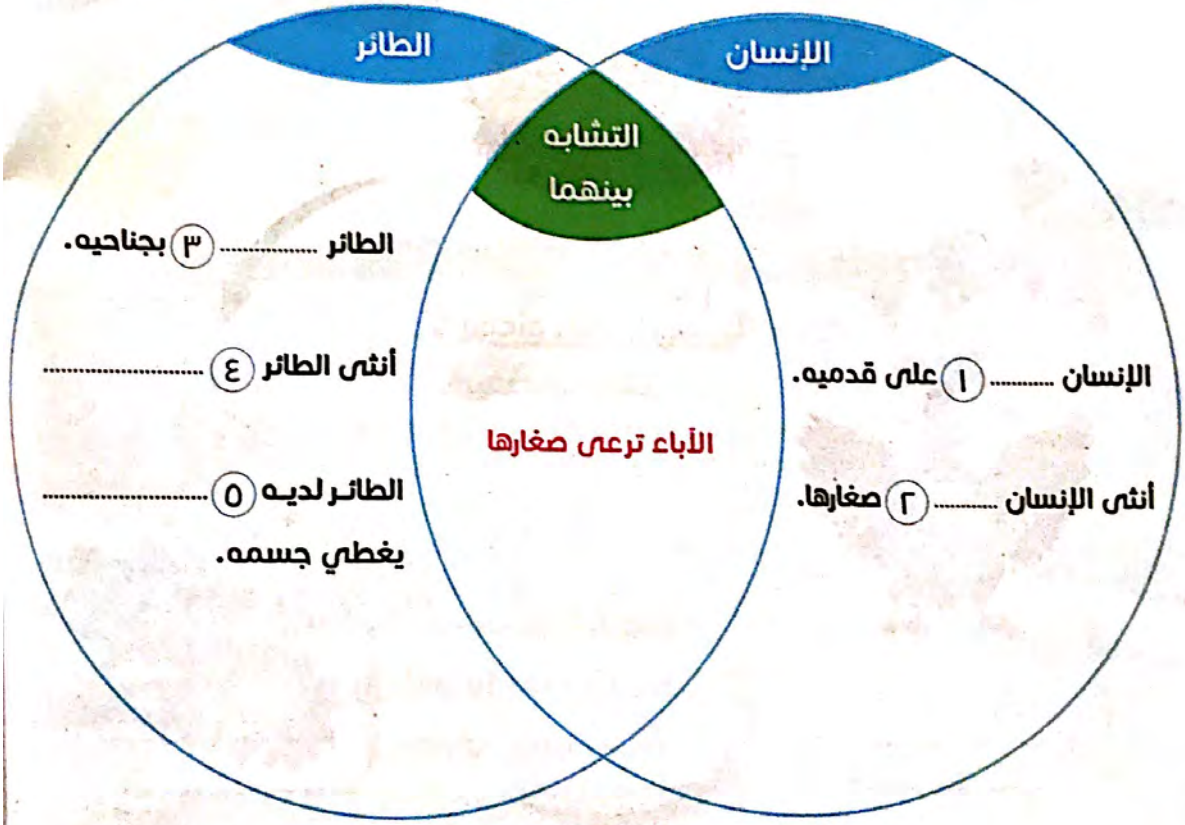 الإنسان
الطائر
التشابه
بينهما
الإنسان ........... ١ على قدميه.
أنثى الإنسان ........... ٢ صغارها.
الأباء ترعى صغارها
الطائر ................ ٣ بجناحيه.
أنثى الطائر ٤ ............................
الطائر لديه ٥ ............................
يغطي جسمه.